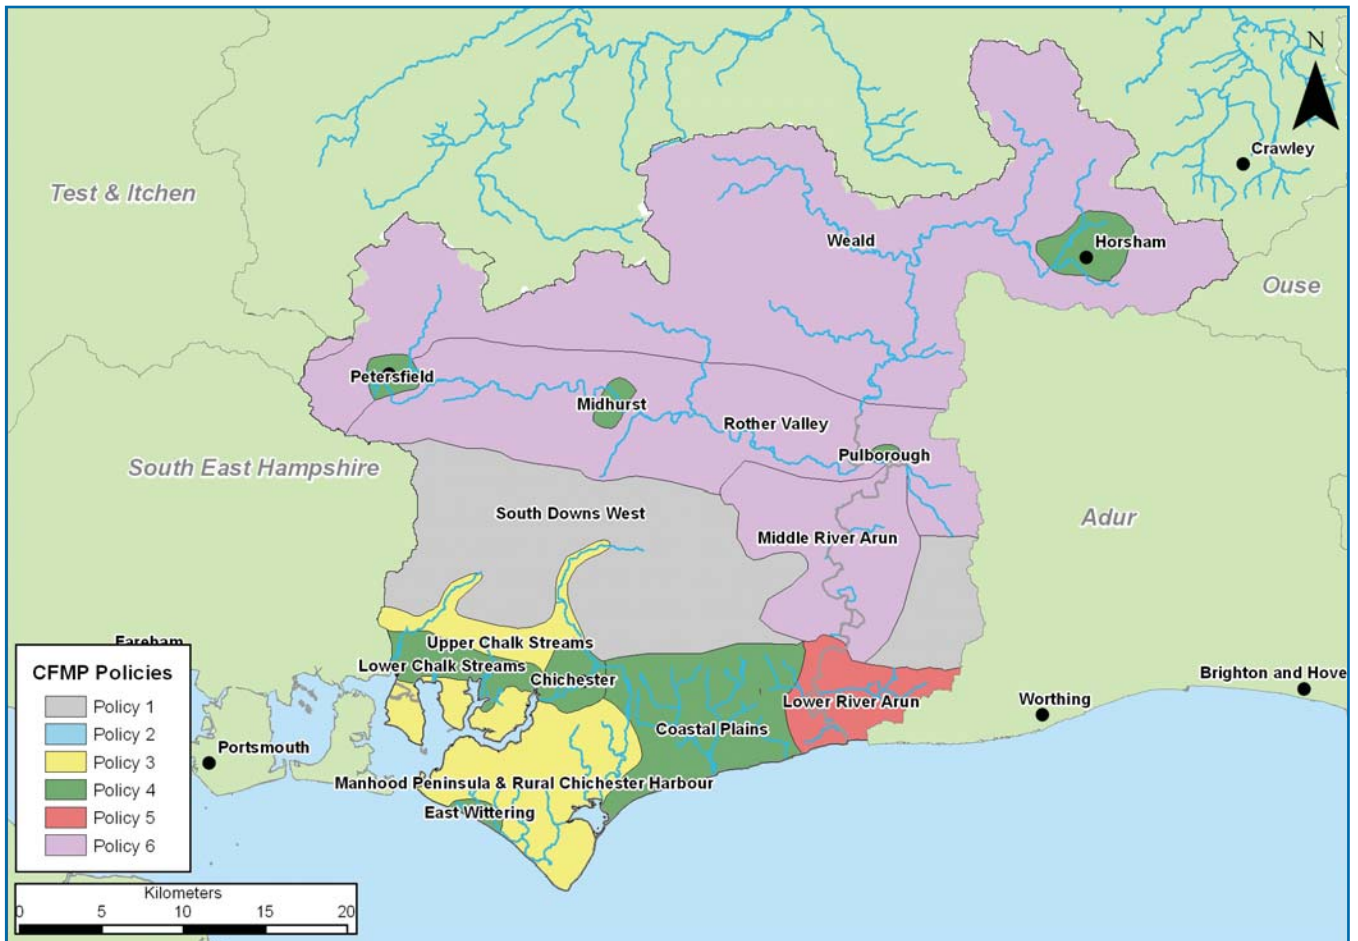 N
Crawley
Test & Itchen
Weald
Horsham
Ouse
Petersfield
Midhurst
Rother Valley
Pulborough
South East Hampshire
South Downs West
Adur
Middle River Arun
Fareham
Upper Chalk Streams
Lower Chalk Streams
Chichester
Brighton and Hove
Lower River Arun
Worthing
Coastal Plains
Portsmouth
Manhood Peninsula & Rural Chichester Harbour
East Wittering
CFMP Policies
Policy 1
Policy 2
Policy 3
Policy 4
Policy 5
Policy 6
Kilometers
0 5 10 15 20